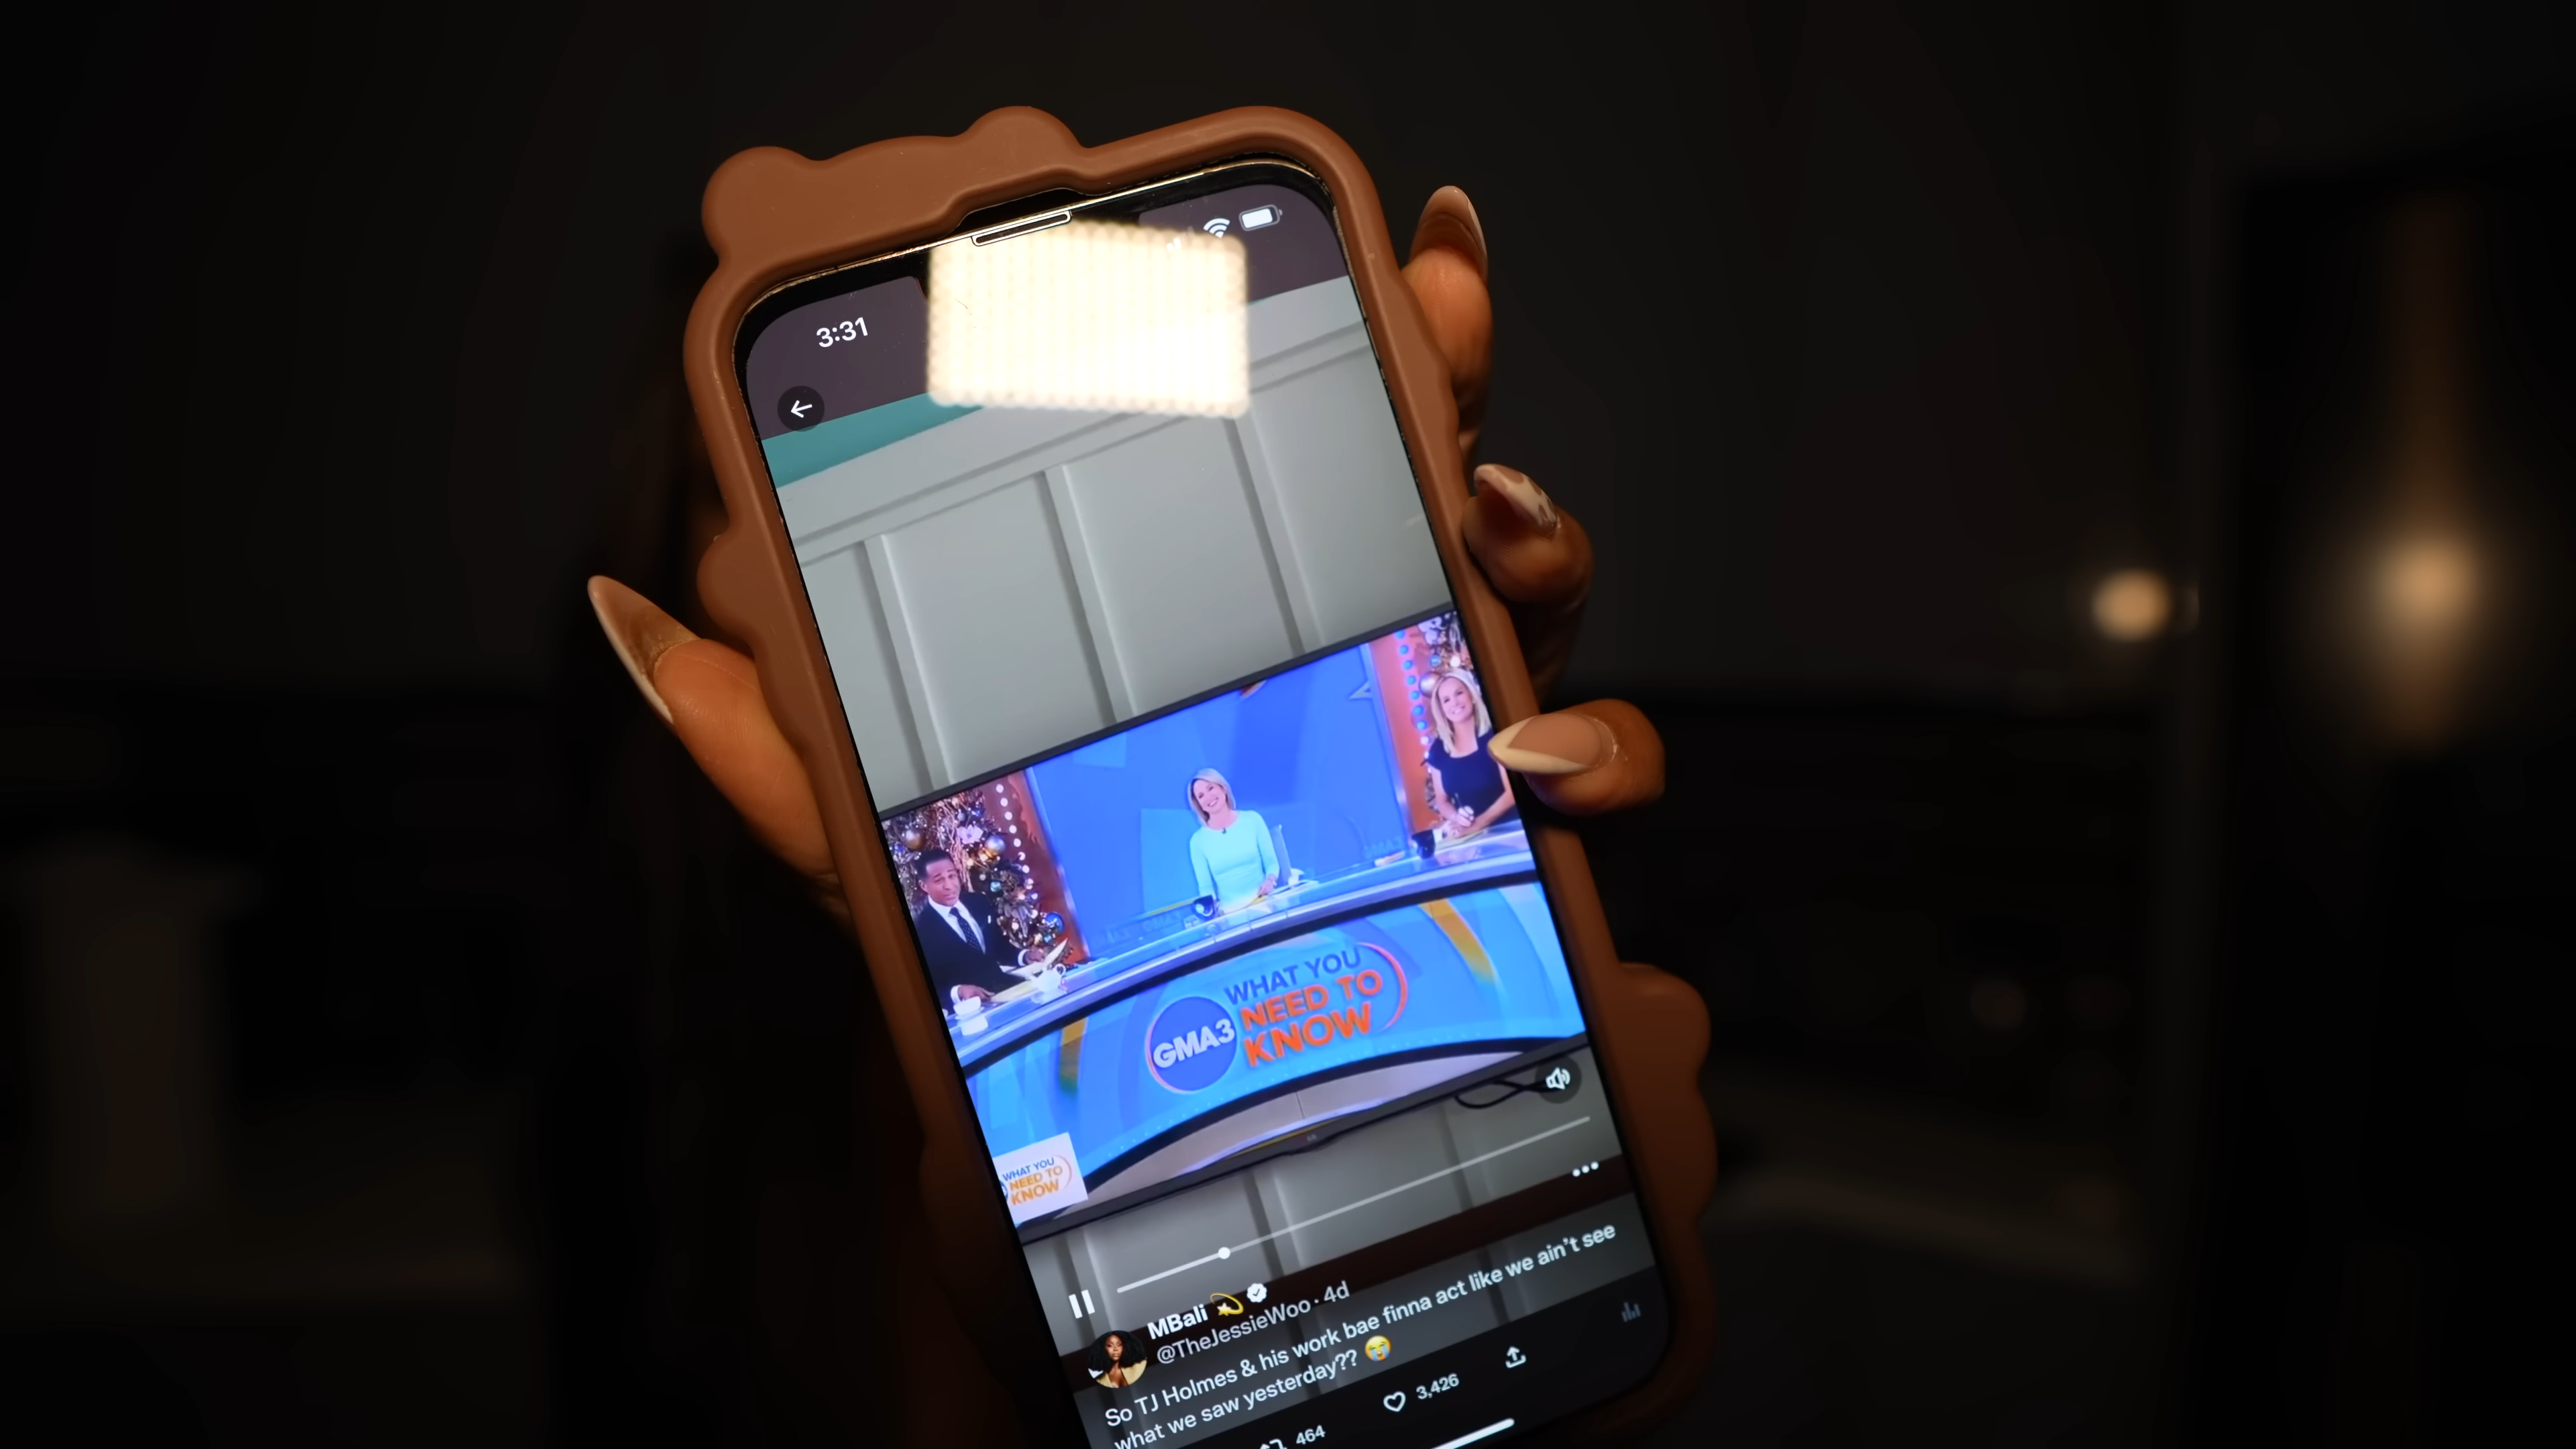 3:31
WHAT YOU
NEED TO
KNOW
GMA3
WHAT YOU
NEED TO
KNOW
MBali 💫
@TheJessieWoo · 4d
So TJ Holmes & his work bae finna act like we ain't see
what we saw yesterday?? 😭
464
3,426